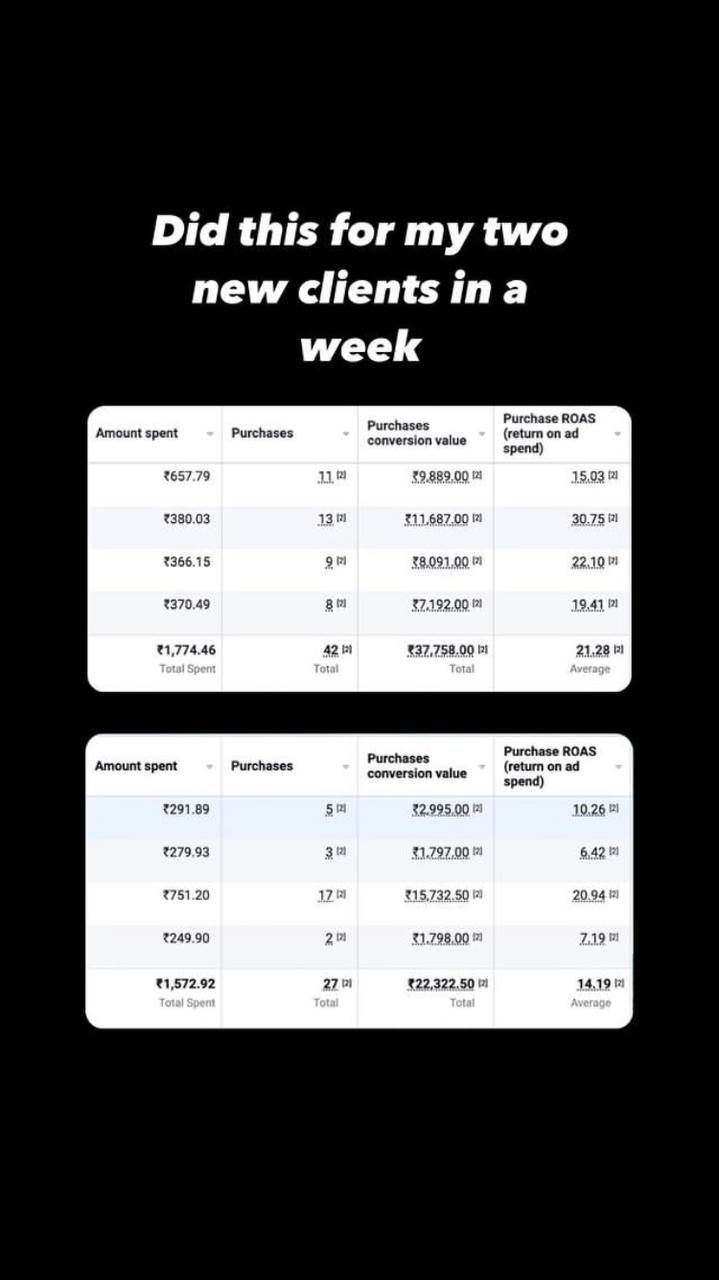 Did this for my two
new clients in a
week
Amount spent Purchases Purchases conversion value Purchase ROAS (return on ad spend)
₹657.79 11 [2] ₹9,889.00 [2] 15.03 [2]
₹380.03 13 [2] ₹11,687.00 [2] 30.75 [2]
₹366.15 9 [2] ₹8,091.00 [2] 22.10 [2]
₹370.49 8 [2] ₹7,192.00 [2] 19.41 [2]
₹1,774.46 42 [2] ₹37,758.00 [2] 21.28 [2]
Total Spent Total Total Average
Amount spent Purchases Purchases conversion value Purchase ROAS (return on ad spend)
₹291.89 5 [2] ₹2,995.00 [2] 10.26 [2]
₹279.93 3 [2] ₹1,797.00 [2] 6.42 [2]
₹751.20 17 [2] ₹15,732.50 [2] 20.94 [2]
₹249.90 2 [2] ₹1,798.00 [2] 7.19 [2]
₹1,572.92 27 [2] ₹22,322.50 [2] 14.19 [2]
Total Spent Total Total Average